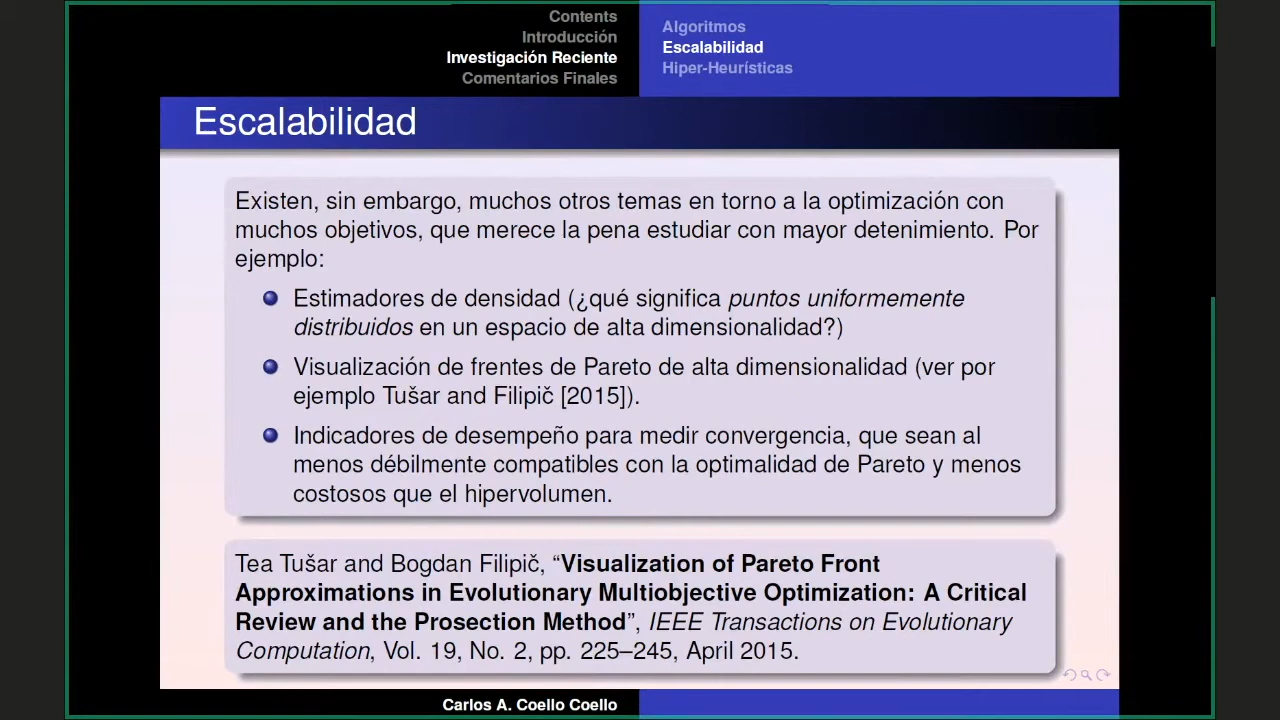 Contents
Introducción
Investigación Reciente
Comentarios Finales
Algoritmos
Escalabilidad
Hiper-Heurísticas
Escalabilidad
Existen, sin embargo, muchos otros temas en torno a la optimización con
muchos objetivos, que merece la pena estudiar con mayor detenimiento. Por
ejemplo:
Estimadores de densidad (¿qué significa puntos uniformemente
distribuidos en un espacio de alta dimensionalidad?)
Visualización de frentes de Pareto de alta dimensionalidad (ver por
ejemplo Tušar and Filipič [2015]).
Indicadores de desempeño para medir convergencia, que sean al
menos débilmente compatibles con la optimalidad de Pareto y menos
costosos que el hipervolumen.
Tea Tušar and Bogdan Filipič, “Visualization of Pareto Front
Approximations in Evolutionary Multiobjective Optimization: A Critical
Review and the Prosection Method”, IEEE Transactions on Evolutionary
Computation, Vol. 19, No. 2, pp. 225–245, April 2015.
Carlos A. Coello Coello